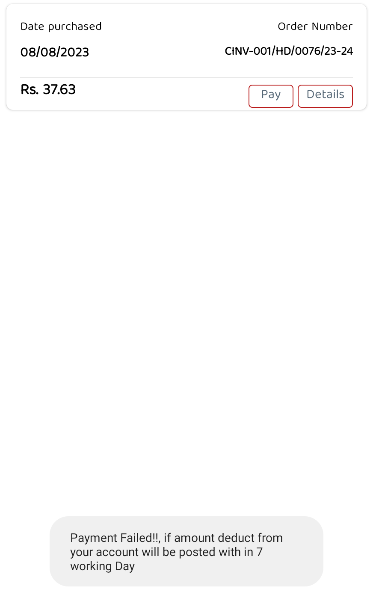 Date purchased Order Number
08/08/2023 CINV-001/HD/0076/23-24
Rs. 37.63 Pay Details
Payment Failed!!, if amount deduct from
your account will be posted with in 7
working Day